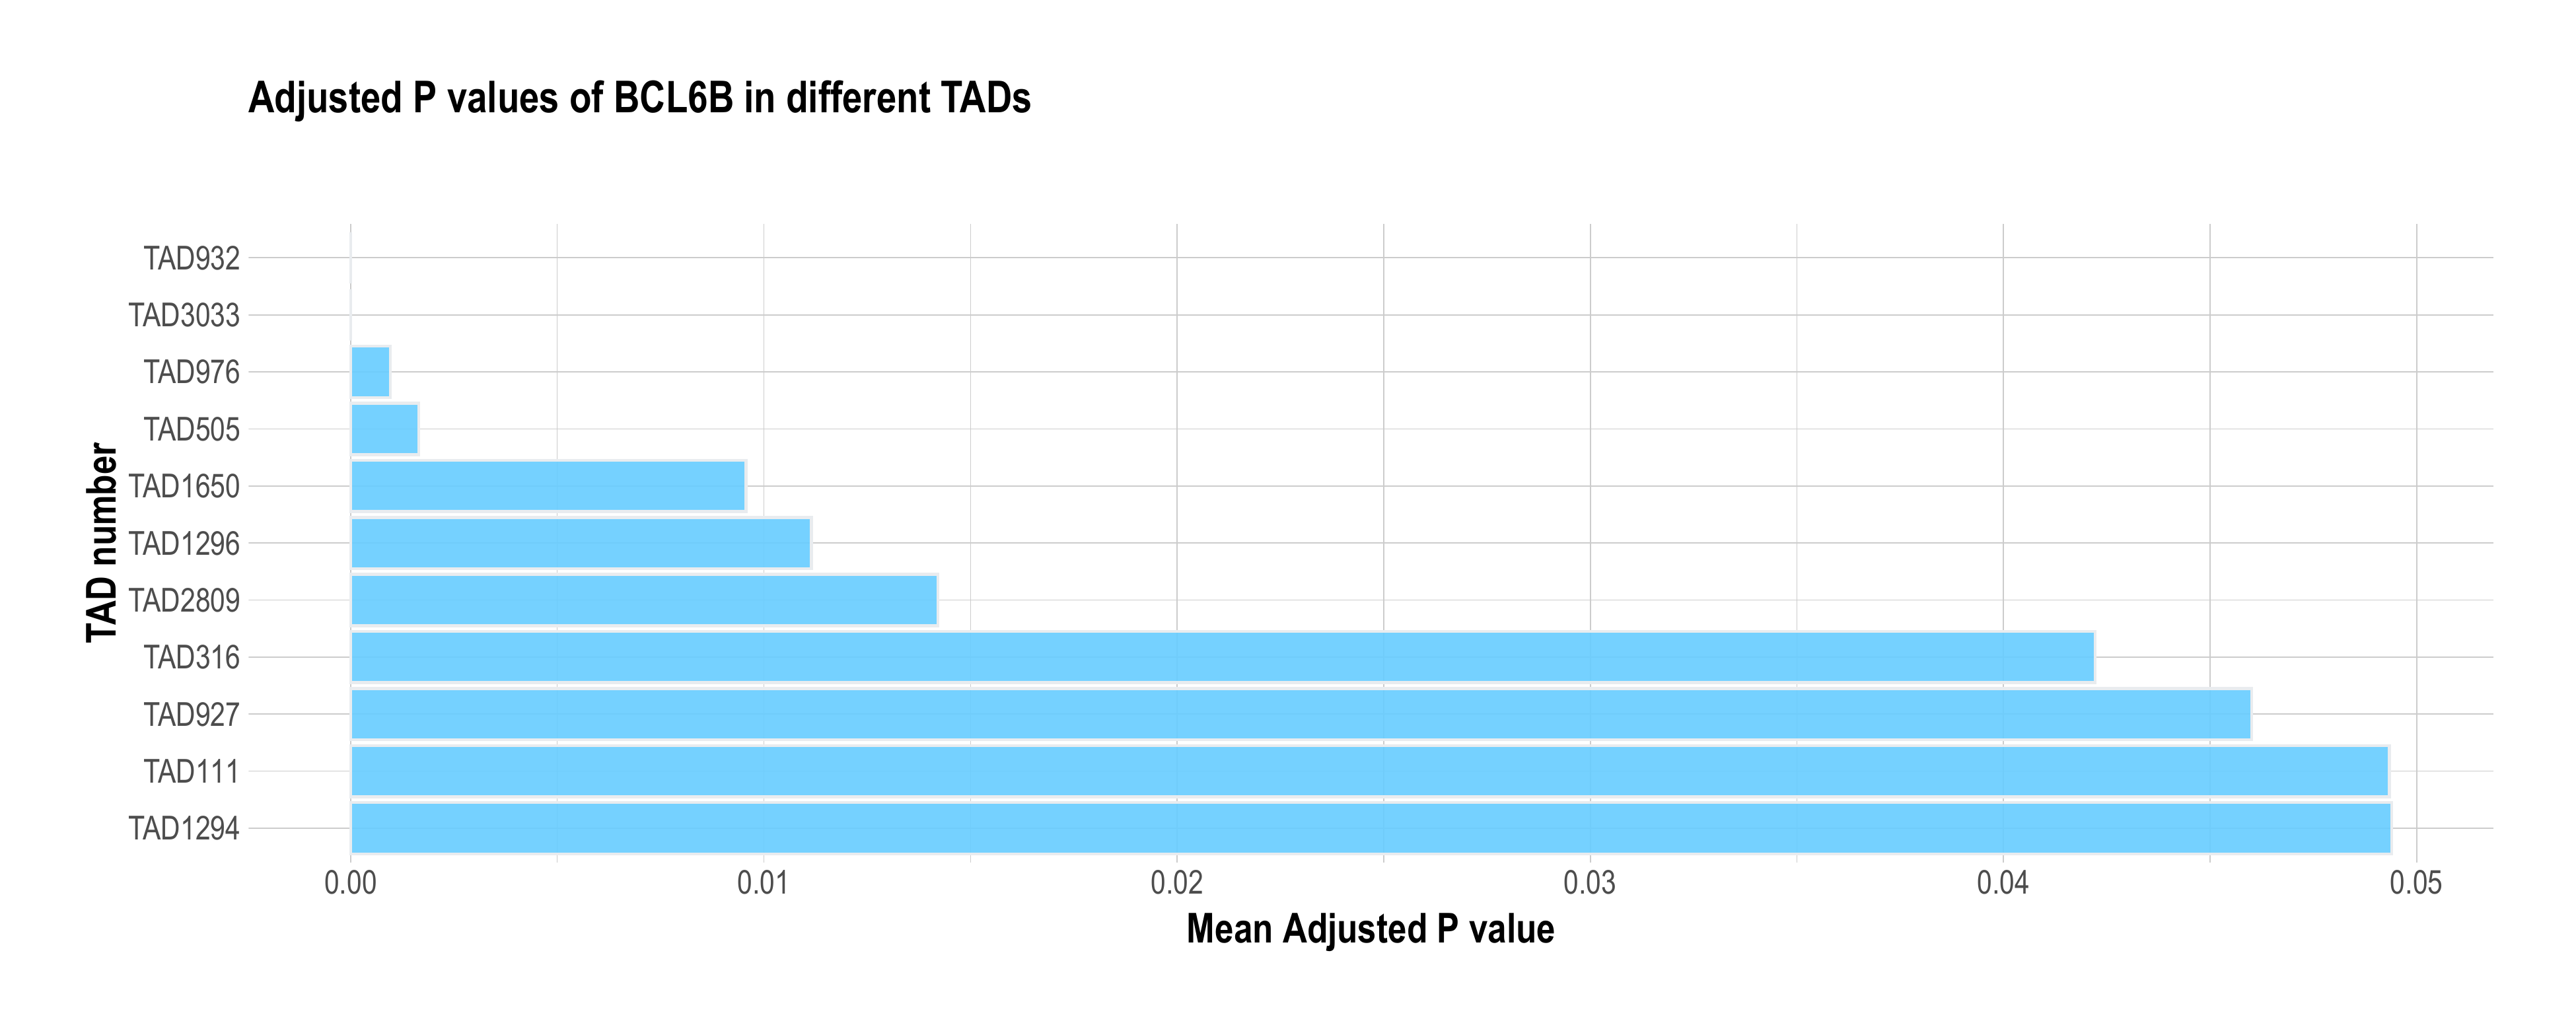 Adjusted P values of BCL6B in different TADs
TAD number
TAD932
TAD3033
TAD976
TAD505
TAD1650
TAD1296
TAD2809
TAD316
TAD927
TAD111
TAD1294
0.00 0.01 0.02 0.03 0.04 0.05
Mean Adjusted P value